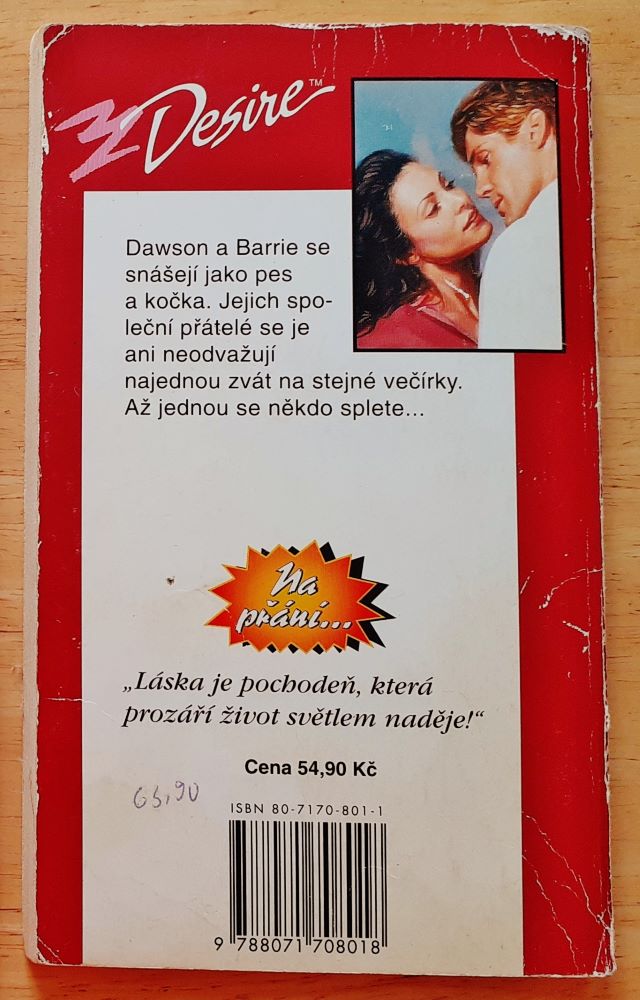 Desire™
Dawson a Barrie se
snášejí jako pes
a kočka. Jejich spo-
leční přátelé se je
ani neodvažují
najednou zvát na stejné večírky.
Až jednou se někdo splete...
Na
přání...
„Láska je pochodeň, která
prozáří život světlem naděje!“
Cena 54,90 Kč
ISBN 80-7170-801-1
9 788071 708018